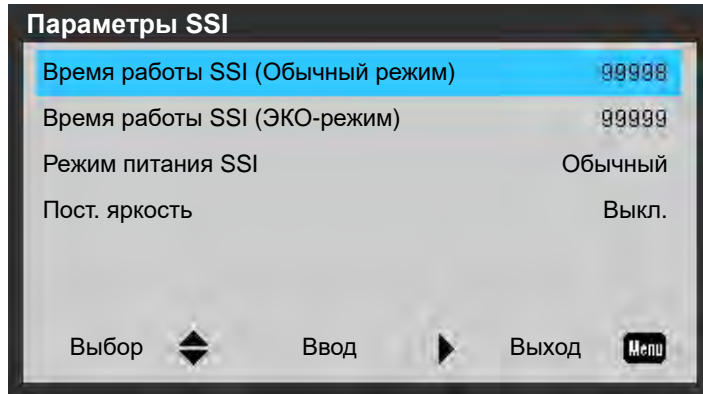 Параметры SSI
Время работы SSI (Обычный режим) 99998
Время работы SSI (ЭКО-режим) 99999
Режим питания SSI Обычный
Пост. яркость Выкл.
Выбор Ввод Выход Menu